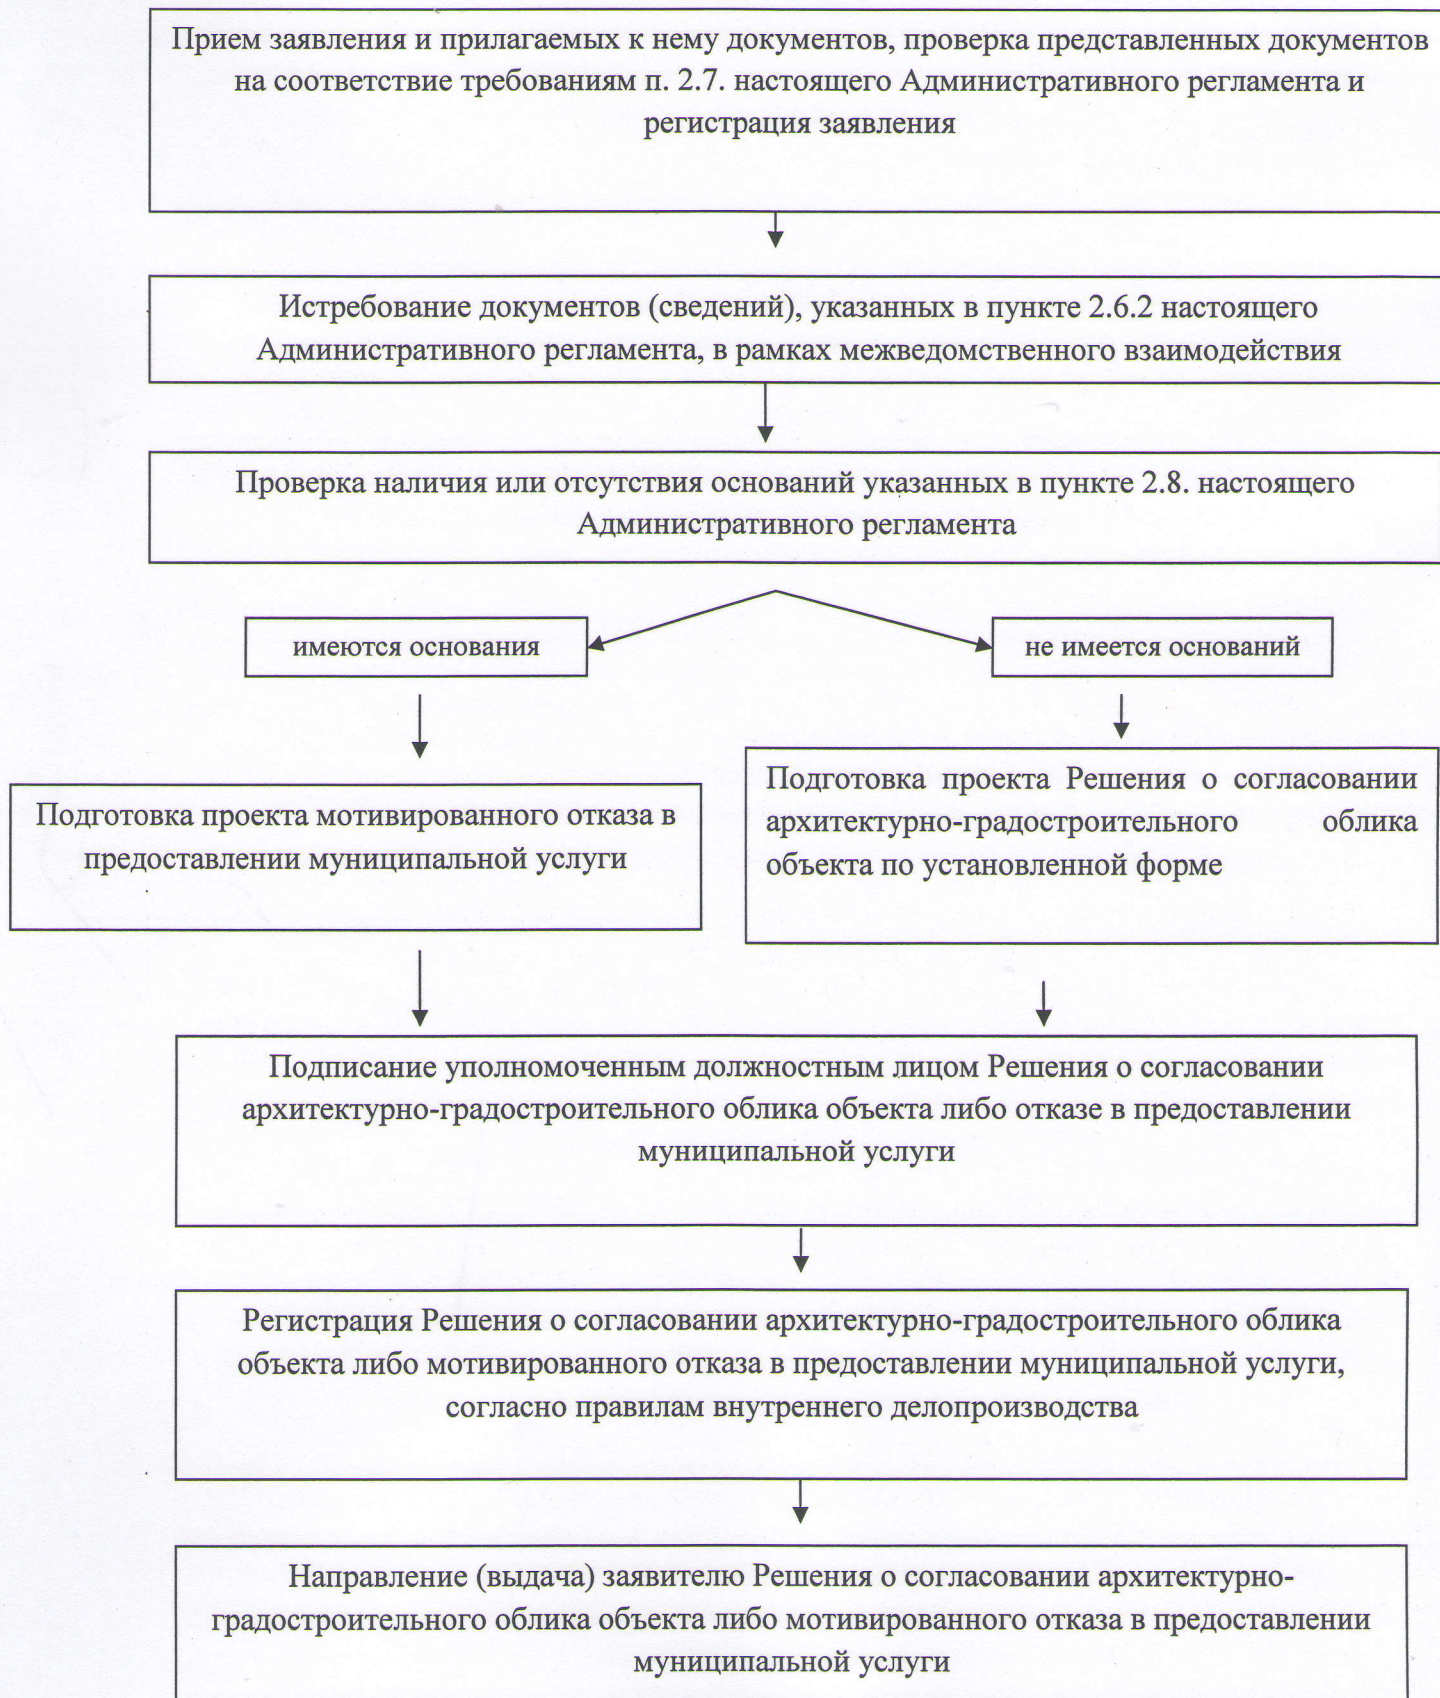 Прием заявления и прилагаемых к нему документов, проверка представленных документов
на соответствие требованиям п. 2.7. настоящего Административного регламента и
регистрация заявления
Истребование документов (сведений), указанных в пункте 2.6.2 настоящего
Административного регламента, в рамках межведомственного взаимодействия
Проверка наличия или отсутствия оснований указанных в пункте 2.8. настоящего
Административного регламента
имеются основания
не имеется оснований
Подготовка проекта мотивированного отказа в
предоставлении муниципальной услуги
Подготовка проекта Решения о согласовании
архитектурно-градостроительного облика
объекта по установленной форме
Подписание уполномоченным должностным лицом Решения о согласовании
архитектурно-градостроительного облика объекта либо отказе в предоставлении
муниципальной услуги
Регистрация Решения о согласовании архитектурно-градостроительного облика
объекта либо мотивированного отказа в предоставлении муниципальной услуги,
согласно правилам внутреннего делопроизводства
Направление (выдача) заявителю Решения о согласовании архитектурно-
градостроительного облика объекта либо мотивированного отказа в предоставлении
муниципальной услуги